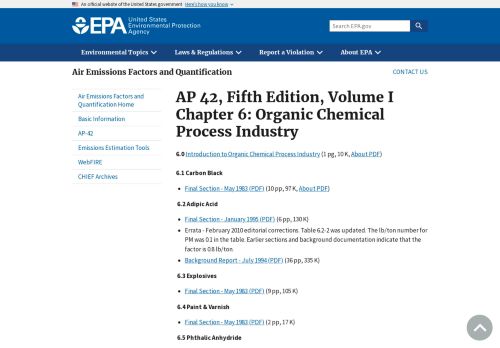 An official website of the United States government Here's how you know
EPA United States
Environmental Protection
Agency
Search EPA.gov
Environmental Topics Laws & Regulations Report a Violation About EPA
Air Emissions Factors and Quantification
CONTACT US
Air Emissions Factors and
Quantification Home
Basic Information
AP-42
Emissions Estimation Tools
WebFIRE
CHIEF Archives
AP 42, Fifth Edition, Volume I
Chapter 6: Organic Chemical
Process Industry
6.0 Introduction to Organic Chemical Process Industry (1 pg, 10 K, About PDF)
6.1 Carbon Black
Final Section - May 1983 (PDF) (10 pp, 97 K, About PDF)
6.2 Adipic Acid
Final Section - January 1995 (PDF) (6 pp, 130 K)
Errata - February 2010 editorial corrections. Table 6.2-2 was updated. The lb/ton number for
PM was 0.1 in the table. Earlier sections and background documentation indicate that the
factor is 0.8 lb/ton.
Background Report - July 1994 (PDF) (36 pp, 335 K)
6.3 Explosives
Final Section - May 1983 (PDF) (9 pp, 105 K)
6.4 Paint & Varnish
Final Section - May 1983 (PDF) (2 pp, 17 K)
6.5 Phthalic Anhydride